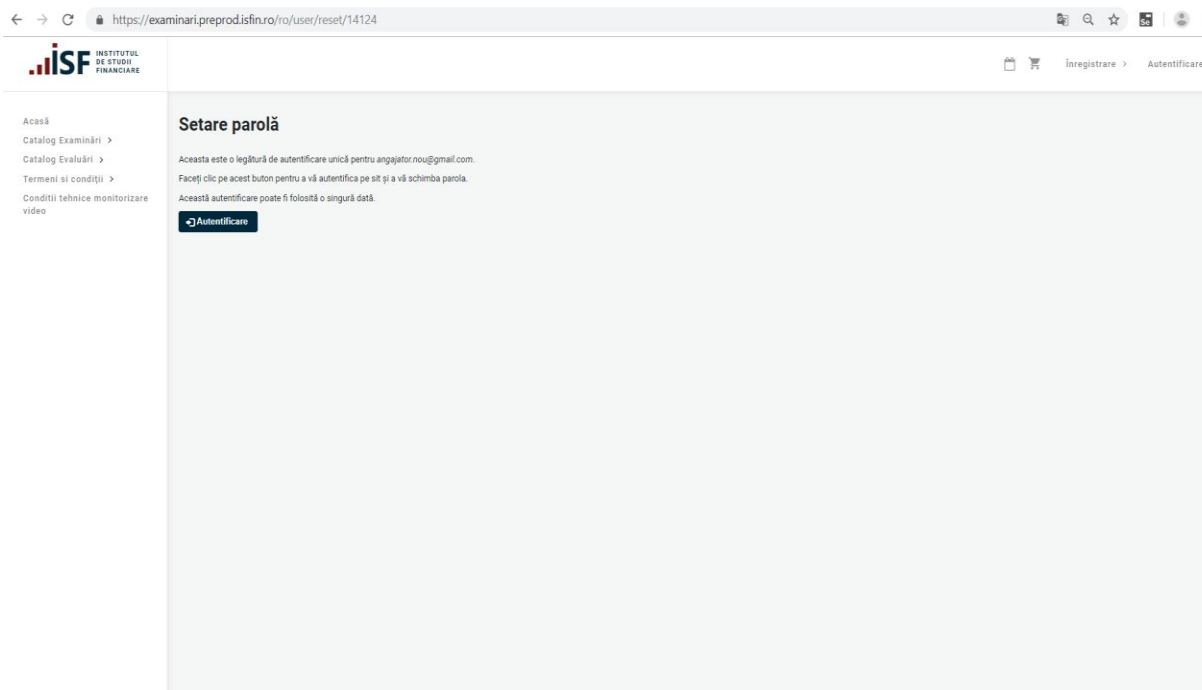 https://examinari.preprod.isfin.ro/ro/user/reset/14124
Se
ISF INSTITUTUL
DE STUDII
FINANCIARE
Înregistrare >
Autentificare
Acasă
Catalog Examinări >
Catalog Evaluări >
Termeni si condiții >
Conditii tehnice monitorizare
video
Setare parolă
Aceasta este o legătură de autentificare unică pentru angajator.nou@gmail.com.
Faceți clic pe acest buton pentru a vă autentifica pe sit și a vă schimba parola.
Această autentificare poate fi folosită o singură dată.
Autentificare